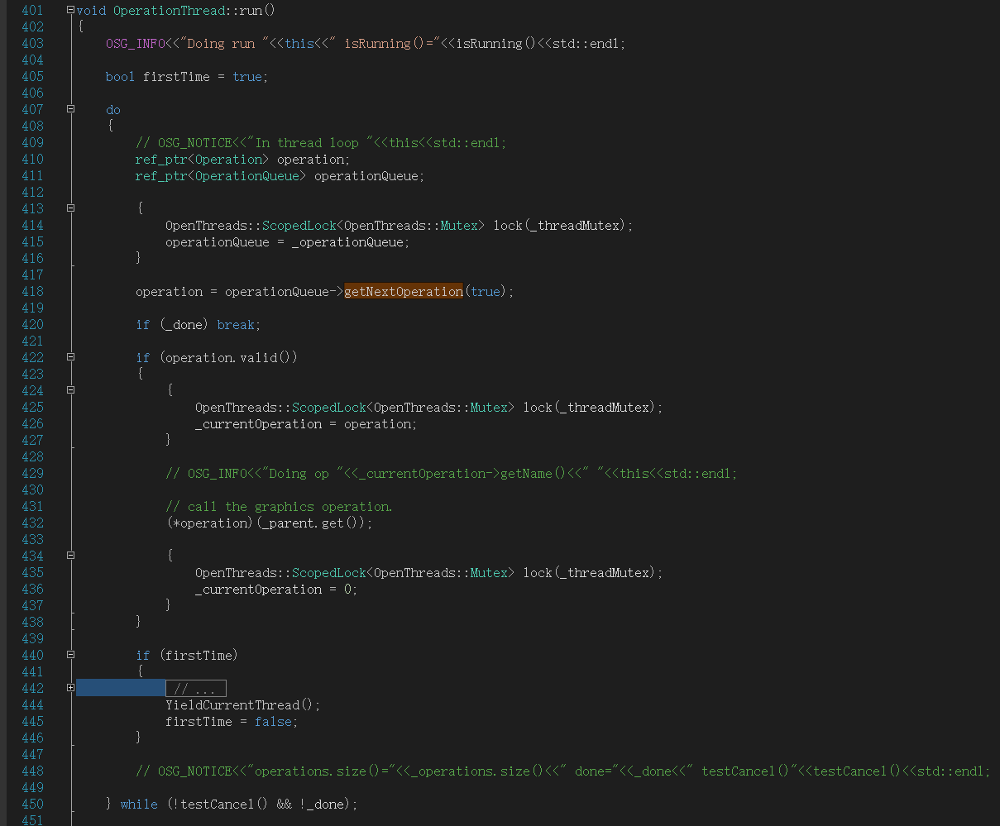 401 void OperationThread::run()
402 {
403     OSG_INFO<<"Doing run "<<this<<" isRunning()="<<isRunning()<<std::endl;
404
405     bool firstTime = true;
406
407     do
408     {
409         // OSG_NOTICE<<"In thread loop "<<this<<std::endl;
410         ref_ptr<Operation> operation;
411         ref_ptr<OperationQueue> operationQueue;
412
413         {
414             OpenThreads::ScopedLock<OpenThreads::Mutex> lock(_threadMutex);
415             operationQueue = _operationQueue;
416         }
417
418         operation = operationQueue->getNextOperation(true);
419
420         if (_done) break;
421
422         if (operation.valid())
423         {
424             {
425                 OpenThreads::ScopedLock<OpenThreads::Mutex> lock(_threadMutex);
426                 _currentOperation = operation;
427             }
428
429             // OSG_INFO<<"Doing op "<<_currentOperation->getName()<<" "<<this<<std::endl;
430
431             // call the graphics operation.
432             (*operation)(_parent.get());
433
434             {
435                 OpenThreads::ScopedLock<OpenThreads::Mutex> lock(_threadMutex);
436                 _currentOperation = 0;
437             }
438         }
439
440         if (firstTime)
441         {
442             // ...
444             YieldCurrentThread();
445             firstTime = false;
446         }
447
448         // OSG_NOTICE<<"operations.size()="<<_operations.size()<<" done="<<_done<<" testCancel()"<<testCancel()<<std::endl;
449
450     } while (!testCancel() && !_done);
451